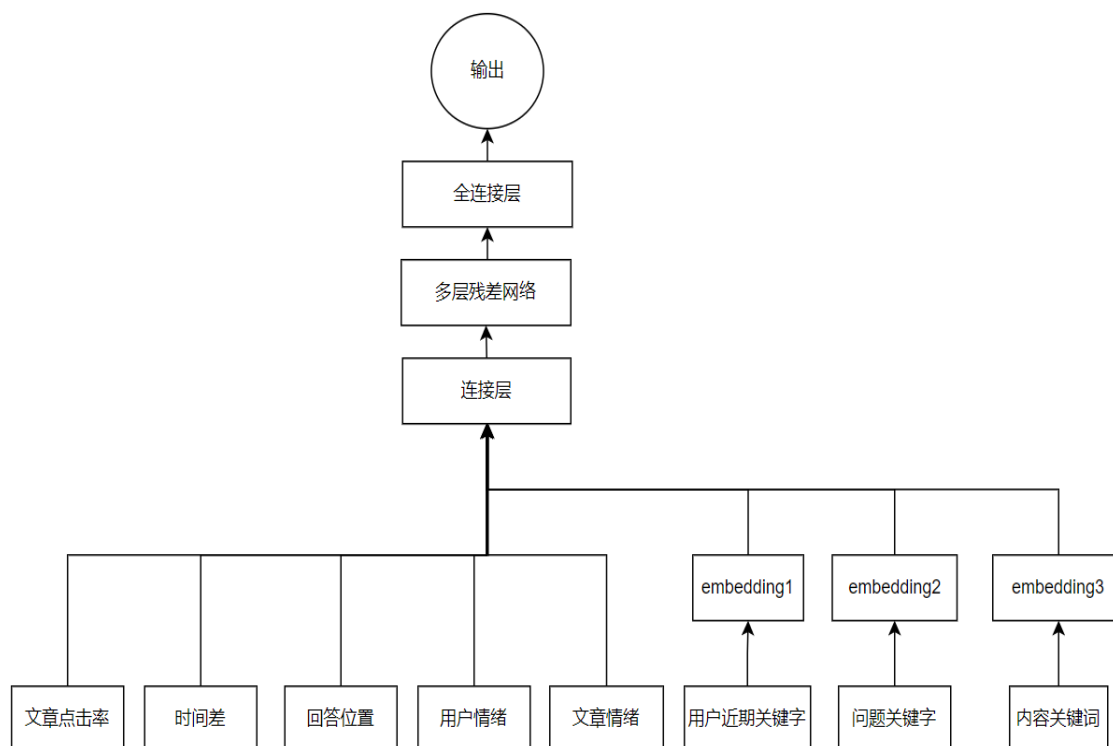 输出
全连接层
多层残差网络
连接层
embedding1
embedding2
embedding3
文章点击率
时间差
回答位置
用户情绪
文章情绪
用户近期关键字
问题关键字
内容关键词